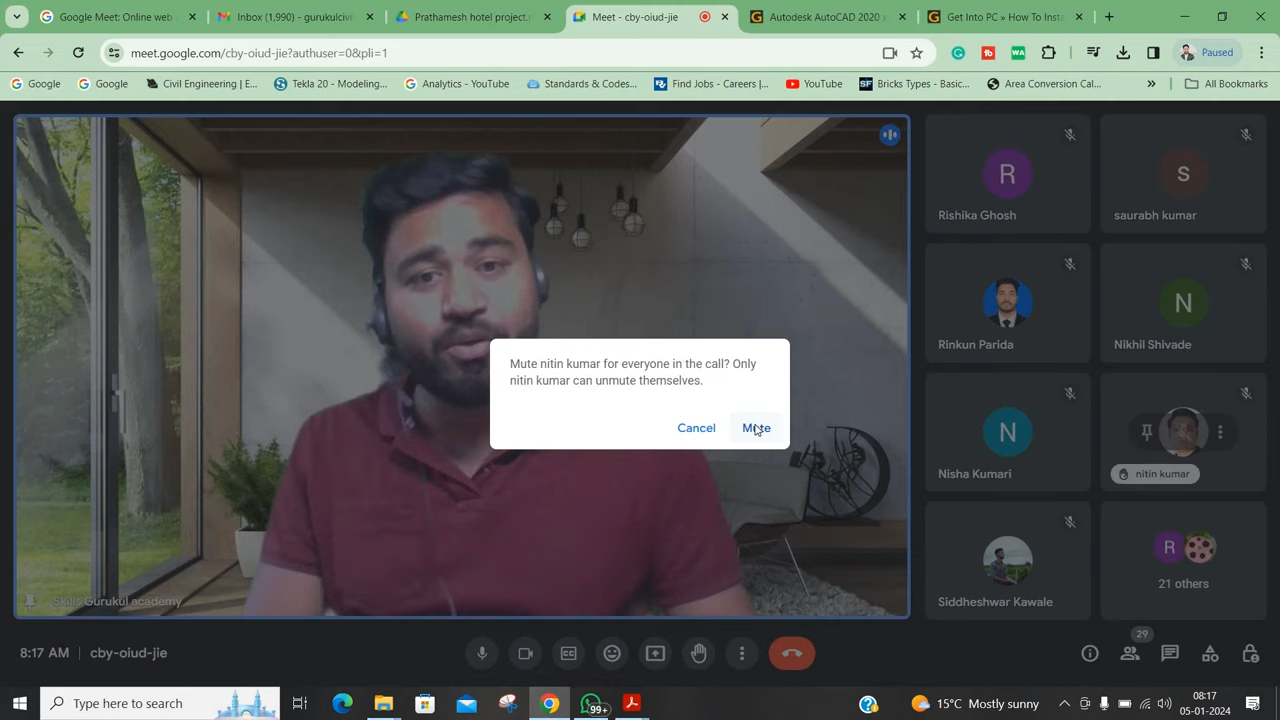 Google Meet: Online web
Inbox (1,990) - gurukulcivi
Prathamesh hotel project.r
Meet - cby-oiud-jie
Autodesk AutoCAD 2020 x
Get Into PC » How To Insta
meet.google.com/cby-oiud-jie?authuser=0&pli=1
Paused
Google
Google
Civil Engineering | E...
Tekla 20 - Modeling...
Analytics - YouTube
Standards & Codes...
Find Jobs - Careers |...
YouTube
Bricks Types - Basic...
Area Conversion Cal...
»
All Bookmarks
R
Rishika Ghosh
s
saurabh kumar
Rinkun Parida
N
Nikhil Shivade
Mute nitin kumar for everyone in the call? Only
nitin kumar can unmute themselves.
Cancel
Mute
N
Nisha Kumari
nitin kumar
Siddheshwar Kawale
R
21 others
Skills Gurukul academy
8:17 AM
cby-oiud-jie
29
Type here to search
99+
15°C Mostly sunny
08:17
05-01-2024